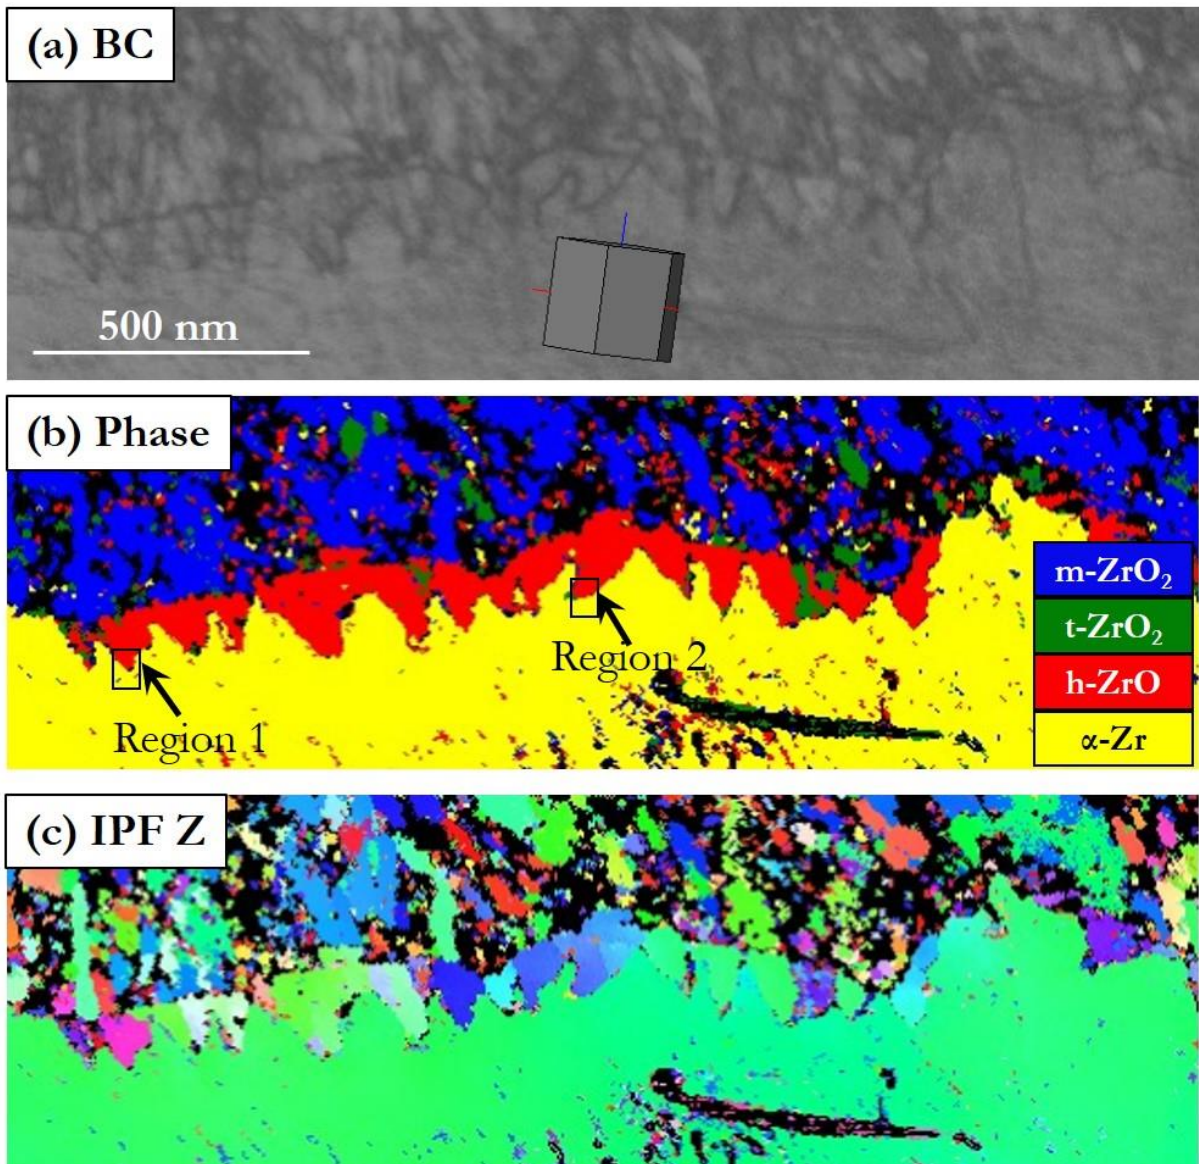 (a) BC
500 nm
(b) Phase
Region 1
Region 2
m-ZrO₂
t-ZrO₂
h-ZrO
α-Zr
(c) IPF Z